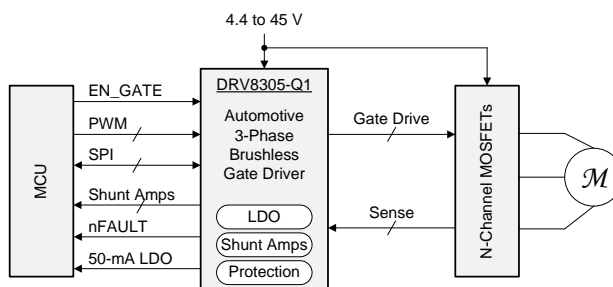 4.4 to 45 V
DRV8305-Q1
Automotive
3-Phase
Brushless
Gate Driver
LDO
Shunt Amps
Protection
MCU
EN_GATE
PWM
SPI
Shunt Amps
nFAULT
50-mA LDO
Gate Drive
Sense
N-Channel MOSFETs
M